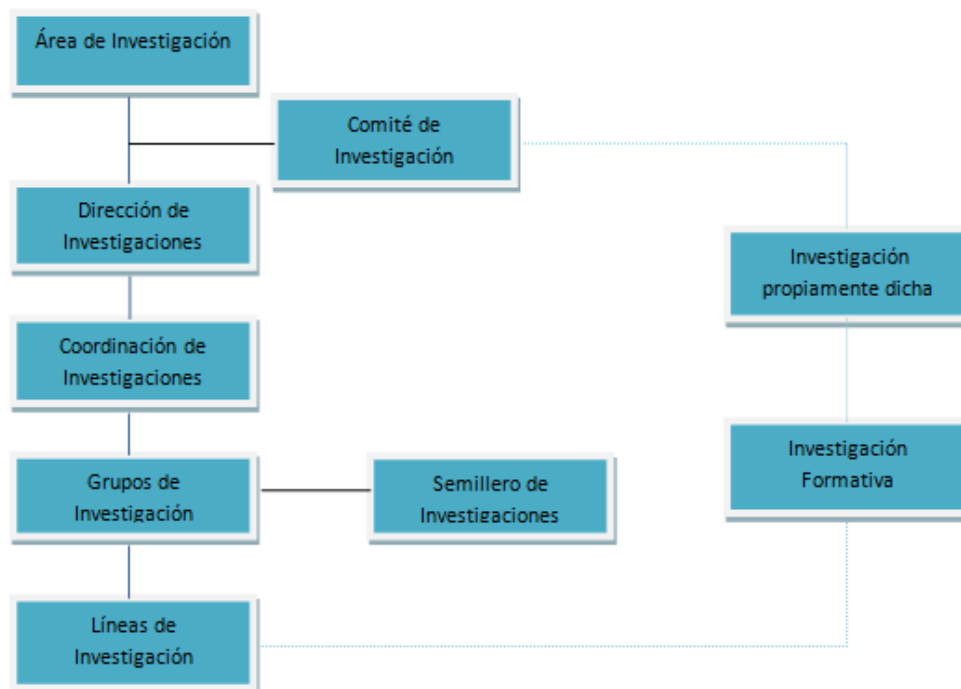 Área de Investigación
Comité de
Investigación
Dirección de
Investigaciones
Investigación
propiamente dicha
Coordinación de
Investigaciones
Investigación
Formativa
Grupos de
Investigación
Semillero de
Investigaciones
Líneas de
Investigación